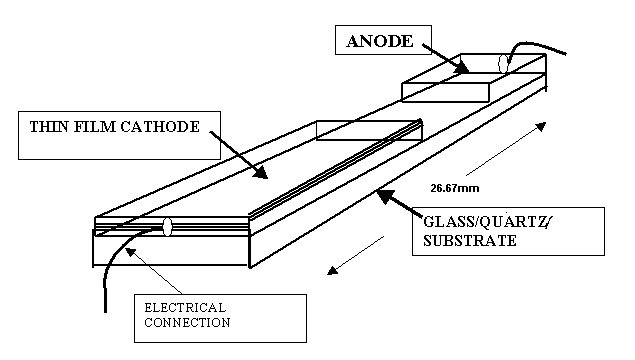 ANODE
THIN FILM CATHODE
26.67mm
GLASS/QUARTZ/
SUBSTRATE
ELECTRICAL
CONNECTION